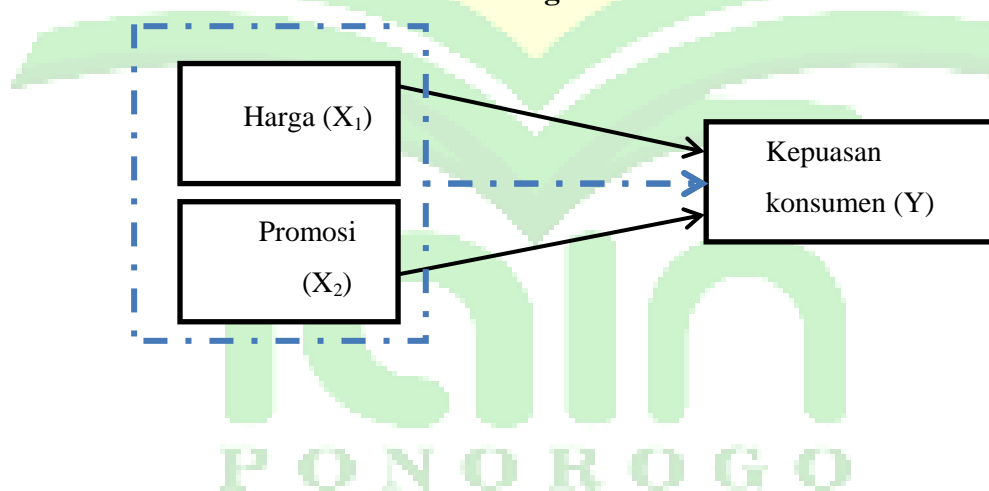 Harga (X₁)
Kepuasan
konsumen (Y)
Promosi
(X₂)
PONOROGO